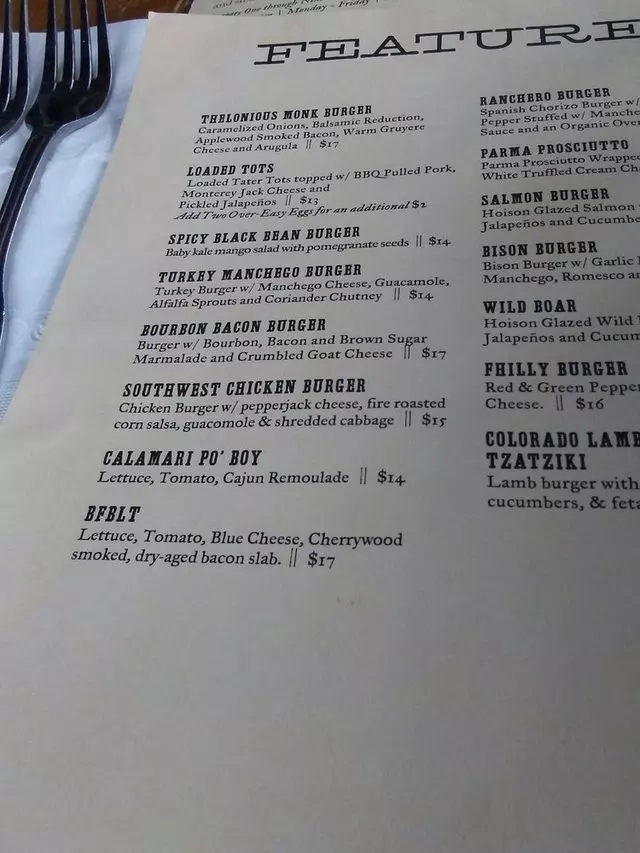 Monday - Friday
FEATURE
THELONIOUS MONK BURGER
Caramelized Onions, Balsamic Reduction,
Applewood Smoked Bacon, Warm Gruyere
Cheese and Arugula || $17
LOADED TOTS
Loaded Tater Tots topped w/ BBQ Pulled Pork,
Monterey Jack Cheese and
Pickled Jalapeños || $13
Add Two Over-Easy Eggs for an additional $2
SPICY BLACK BEAN BURGER
Baby kale mango salad with pomegranate seeds || $14
TURKEY MANCHEGO BURGER
Turkey Burger w/ Manchego Cheese, Guacamole,
Alfalfa Sprouts and Coriander Chutney || $14
BOURBON BACON BURGER
Burger w/ Bourbon, Bacon and Brown Sugar
Marmalade and Crumbled Goat Cheese || $17
SOUTHWEST CHICKEN BURGER
Chicken Burger w/ pepperjack cheese, fire roasted
corn salsa, guacomole & shredded cabbage || $15
CALAMARI PO' BOY
Lettuce, Tomato, Cajun Remoulade || $14
BFBLT
Lettuce, Tomato, Blue Cheese, Cherrywood
smoked, dry-aged bacon slab. || $17
RANCHERO BURGER
Spanish Chorizo Burger w/
Pepper Stuffed w/ Manche
Sauce and an Organic Over
PARMA PROSCIUTTO
Parma Prosciutto Wrapped
White Truffled Cream Ch
SALMON BURGER
Hoison Glazed Salmon
Jalapeños and Cucumbe
BISON BURGER
Bison Burger w/ Garlic
Manchego, Romesco a
WILD BOAR
Hoison Glazed Wild
Jalapeños and Cucum
PHILLY BURGER
Red & Green Pepper
Cheese. || $16
COLORADO LAMB
TZATZIKI
Lamb burger with
cucumbers, & feta